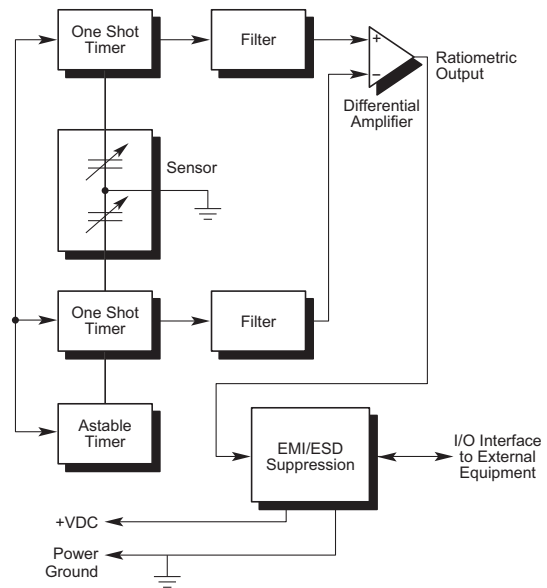 One Shot
Timer
Filter
+
−
Ratiometric
Output
Differential
Amplifier
Sensor
One Shot
Timer
Filter
Astable
Timer
EMI/ESD
Suppression
I/O Interface
to External
Equipment
+VDC
Power
Ground